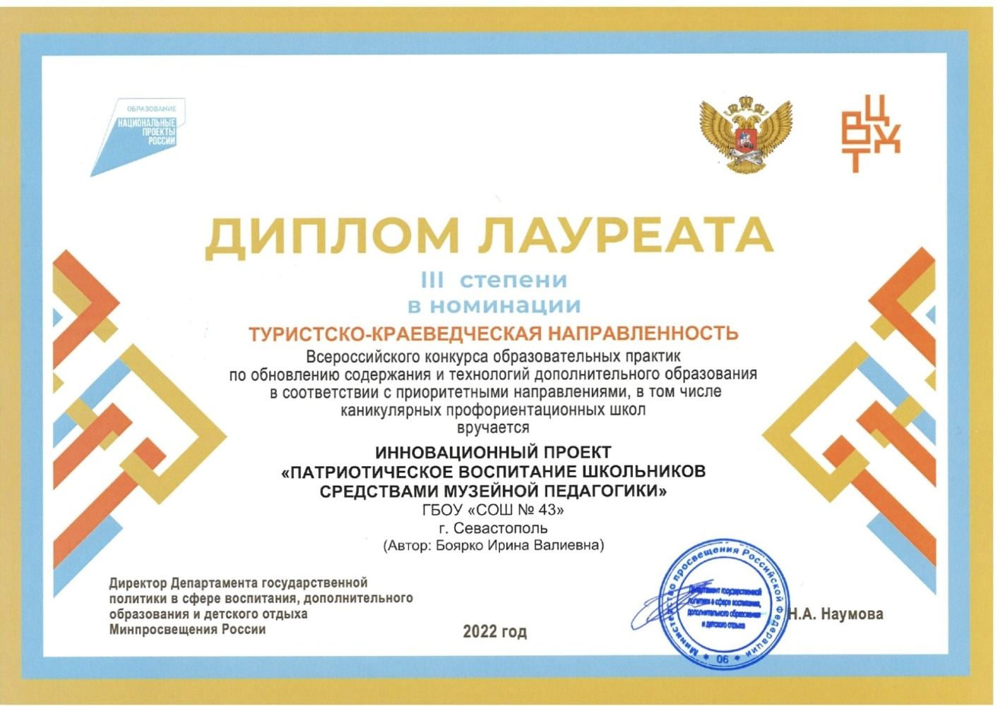 ОБРАЗОВАНИЕ
НАЦИОНАЛЬНЫЕ
ПРОЕКТЫ
РОССИИ
ВЦХТ
ДИПЛОМ ЛАУРЕАТА
III степени
в номинации
ТУРИСТСКО-КРАЕВЕДЧЕСКАЯ НАПРАВЛЕННОСТЬ
Всероссийского конкурса образовательных практик
по обновлению содержания и технологий дополнительного образования
в соответствии с приоритетными направлениями, в том числе
каникулярных профориентационных школ
вручается
ИННОВАЦИОННЫЙ ПРОЕКТ
«ПАТРИОТИЧЕСКОЕ ВОСПИТАНИЕ ШКОЛЬНИКОВ
СРЕДСТВАМИ МУЗЕЙНОЙ ПЕДАГОГИКИ»
ГБОУ «СОШ № 43»
г. Севастополь
(Автор: Боярко Ирина Валиевна)
Директор Департамента государственной
политики в сфере воспитания, дополнительного
образования и детского отдыха
Минпросвещения России
2022 год
Министерство просвещения Российской Федерации
Департамент государственной
политики в сфере воспитания,
дополнительного образования
и детского отдыха
* 06 *
Н.А. Наумова